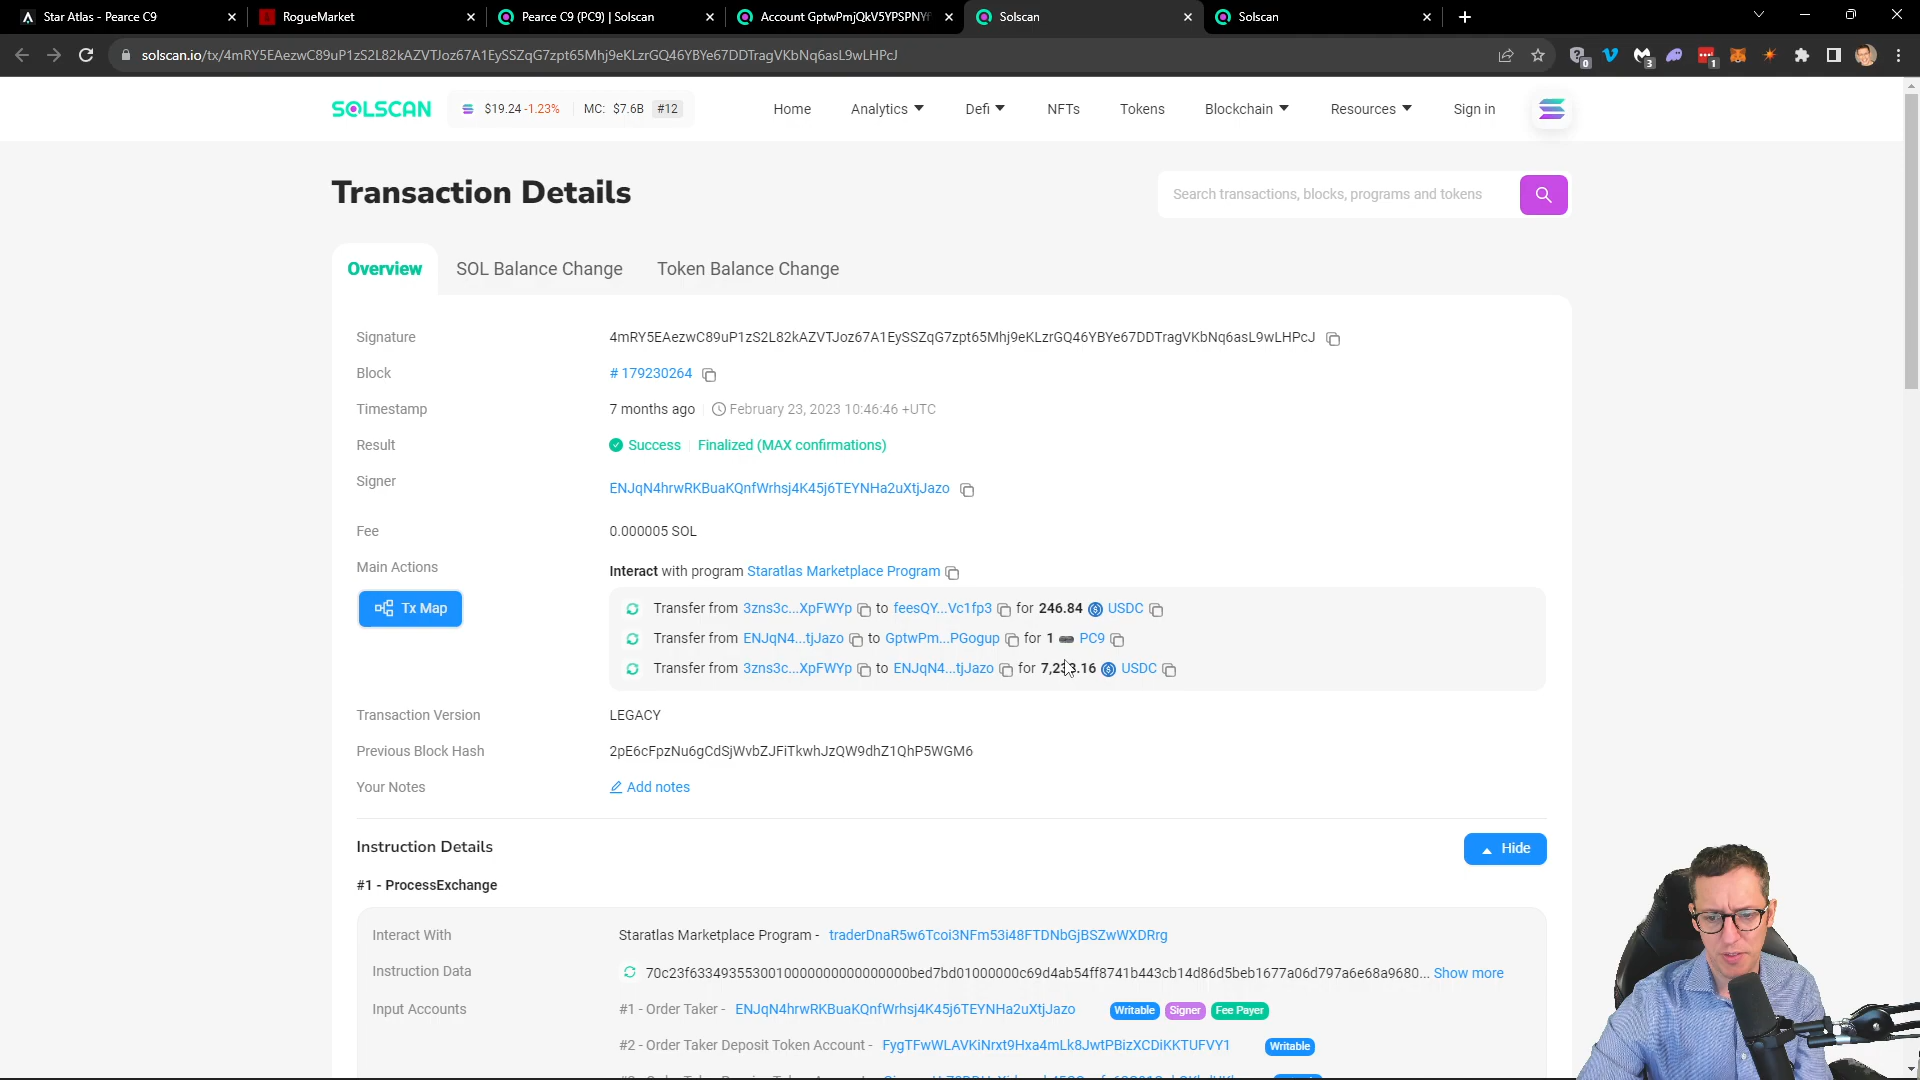 Star Atlas - Pearce C9
RogueMarket
Pearce C9 (PC9) | Solscan
Account GptwPmjQkV5YPSPNY
Solscan
Solscan
solscan.io/tx/4mRY5EAezwC89uP1zS2L82kAZVTJoz67A1EySSZqG7zpt65Mhj9eKLzrGQ46YBYe67DDTragVKbNq6asL9wLHPcJ
0
3
1
SOLSCAN
$19.24 -1.23%
MC: $7.6B
#12
Home
Analytics
Defi
NFTs
Tokens
Blockchain
Resources
Sign in
Transaction Details
Search transactions, blocks, programs and tokens
Overview
SOL Balance Change
Token Balance Change
Signature
4mRY5EAezwC89uP1zS2L82kAZVTJoz67A1EySSZqG7zpt65Mhj9eKLzrGQ46YBYe67DDTragVKbNq6asL9wLHPcJ
Block
# 179230264
Timestamp
7 months ago
February 23, 2023 10:46:46 +UTC
Result
Success
Finalized (MAX confirmations)
Signer
ENJqN4hrwRKBuaKQnfWrhsj4K45j6TEYNHa2uXtjJazo
Fee
0.000005 SOL
Main Actions
Interact with program Staratlas Marketplace Program
Tx Map
Transfer from 3zns3c...XpFWYp to feesQY...Vc1fp3 for 246.84 USDC
Transfer from ENJqN4...tjJazo to GptwPm...PGogup for 1 PC9
Transfer from 3zns3c...XpFWYp to ENJqN4...tjJazo for 7,233.16 USDC
Transaction Version
LEGACY
Previous Block Hash
2pE6cFpzNu6gCdSjWvbZJFiTkwhJzQW9dhZ1QhP5WGM6
Your Notes
Add notes
Instruction Details
Hide
#1 - ProcessExchange
Interact With
Staratlas Marketplace Program - traderDnaR5w6Tcoi3NFm53i48FTDNbGjBSZwWXDRrg
Instruction Data
70c23f6334935530010000000000000000bed7bd01000000c69d4ab54ff8741b443cb14d86d5beb1677a06d797a6e68a9680... Show more
Input Accounts
#1 - Order Taker - ENJqN4hrwRKBuaKQnfWrhsj4K45j6TEYNHa2uXtjJazo
Writable
Signer
Fee Payer
#2 - Order Taker Deposit Token Account - FygTFwWLAVKiNrxt9Hxa4mLk8JwtPBizXCDiKKTUFVY1
Writable